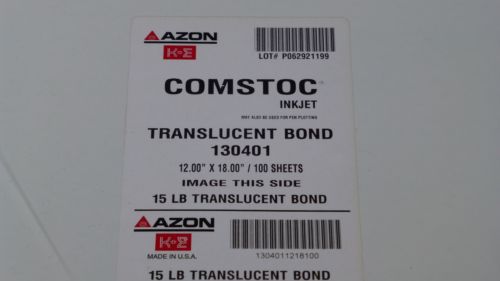 AZON
K+E
LOT# P062921199
COMSTOC
INKJET
MAY ALSO BE USED FOR PEN PLOTTING
TRANSLUCENT BOND
130401
12.00" X 18.00" / 100 SHEETS
IMAGE THIS SIDE
15 LB TRANSLUCENT BOND
AZON
K+E
MADE IN U.S.A.
1304011218100
15 LB TRANSLUCENT BOND